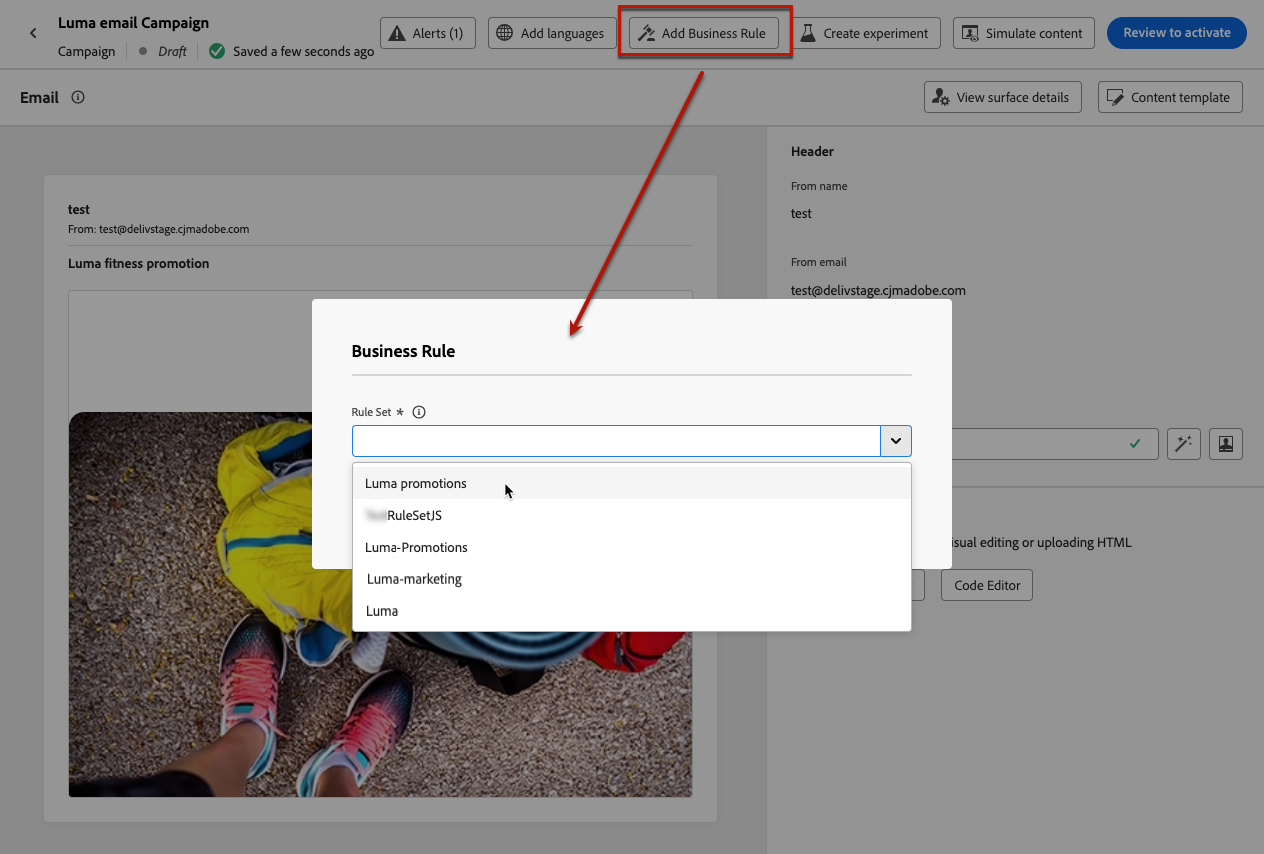 Luma email Campaign
Campaign
Draft
Saved a few seconds ago
Alerts (1)
Add languages
Add Business Rule
Create experiment
Simulate content
Review to activate
Email
View surface details
Content template
test
From: test@delivstage.cjmadobe.com
Luma fitness promotion
Header
From name
test
From email
test@delivstage.cjmadobe.com
Business Rule
Rule Set *
Luma promotions
RuleSetJS
Luma-Promotions
Luma-marketing
Luma
editing or uploading HTML
Code Editor